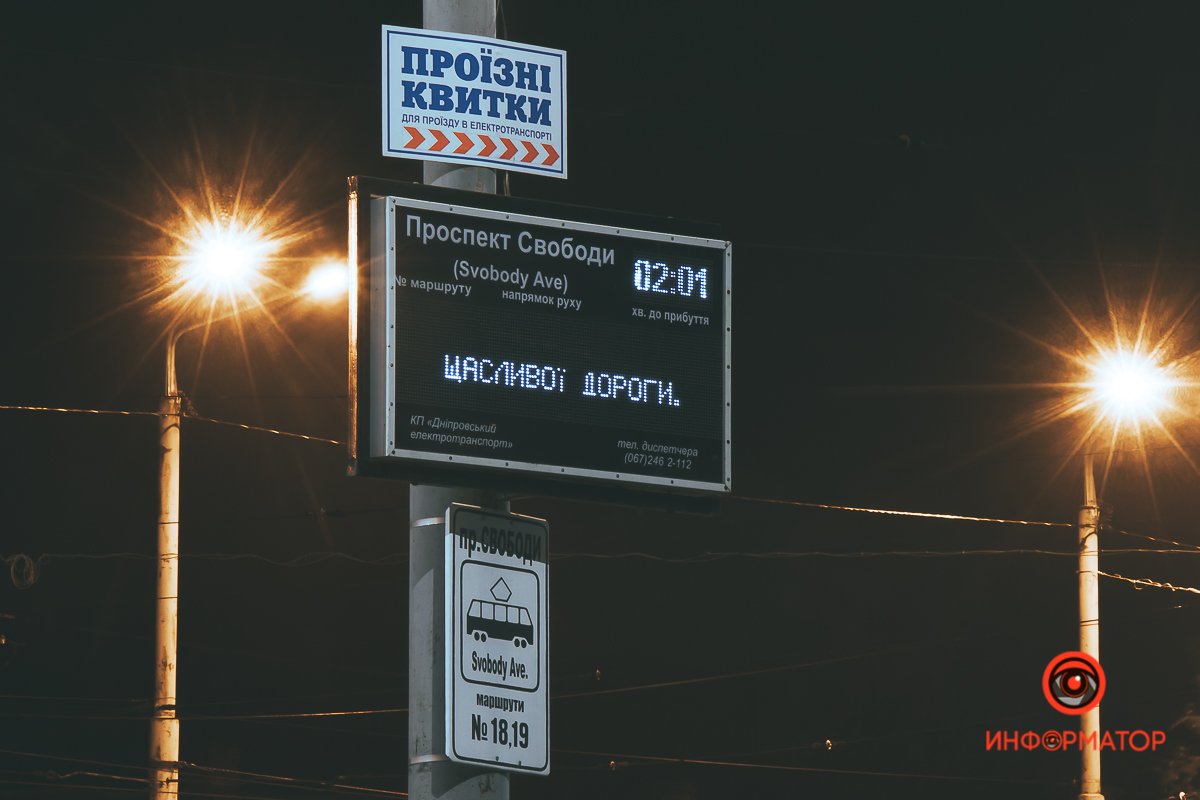 ПРОЇЗНІ
КВИТКИ
ДЛЯ ПРОЇЗДУ В ЕЛЕКТРОТРАНСПОРТІ
Проспект Свободи
(Svobody Ave)
02:01
№ маршруту
напрямок руху
хв. до прибуття
ЩАСЛИВОЇ ДОРОГИ.
КП «Дніпровський
електротранспорт»
тел. диспетчера
(067)246 2-112
пр.СВОБОДИ
Svobody Ave.
маршрути
№ 18,19
ИНФОРМАТОР